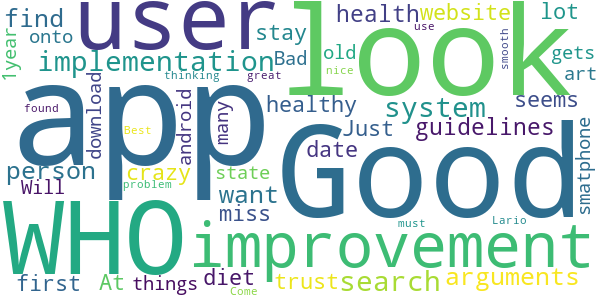 user
look
health
website
lot
find
onto
stay
Bad
old
gets
art
1year
implementation
thinking
great
nice
use
smooth
app
found
download
Best
android
many
healthy
system
seems
Just
guidelines
smatphone
Good
person
crazy
state
date
Will
problem
want
miss
WHO
improvement
must
Lario
first
At
things
diet
Come
trust
search
arguments